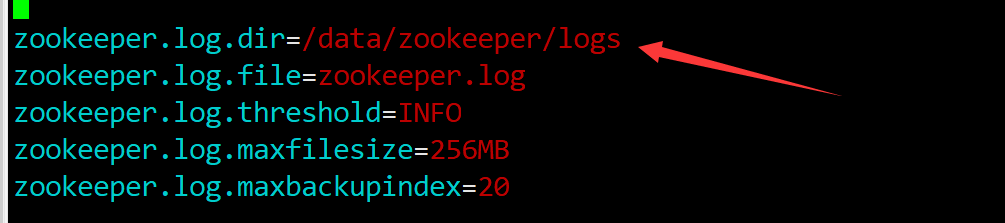 zookeeper.log.dir=/data/zookeeper/logs
zookeeper.log.file=zookeeper.log
zookeeper.log.threshold=INFO
zookeeper.log.maxfilesize=256MB
zookeeper.log.maxbackupindex=20